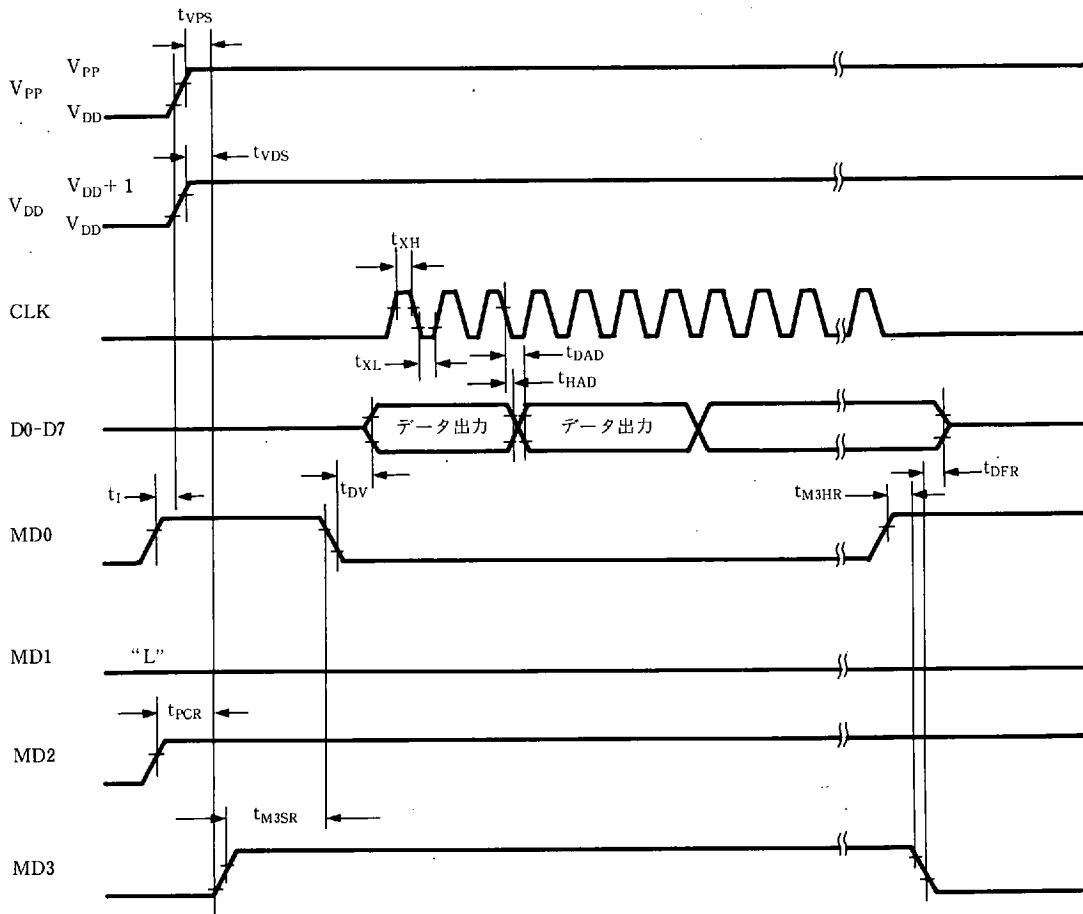 tVPS
VPP
VPP
VDD
tVDS
VDD+1
VDD
VDD
tXH
CLK
tXL
tDAD
tHAD
D0-D7
データ出力
データ出力
tI
tDV
tM3HR
tDFR
MD0
MD1
“L”
tPCR
MD2
tM3SR
MD3